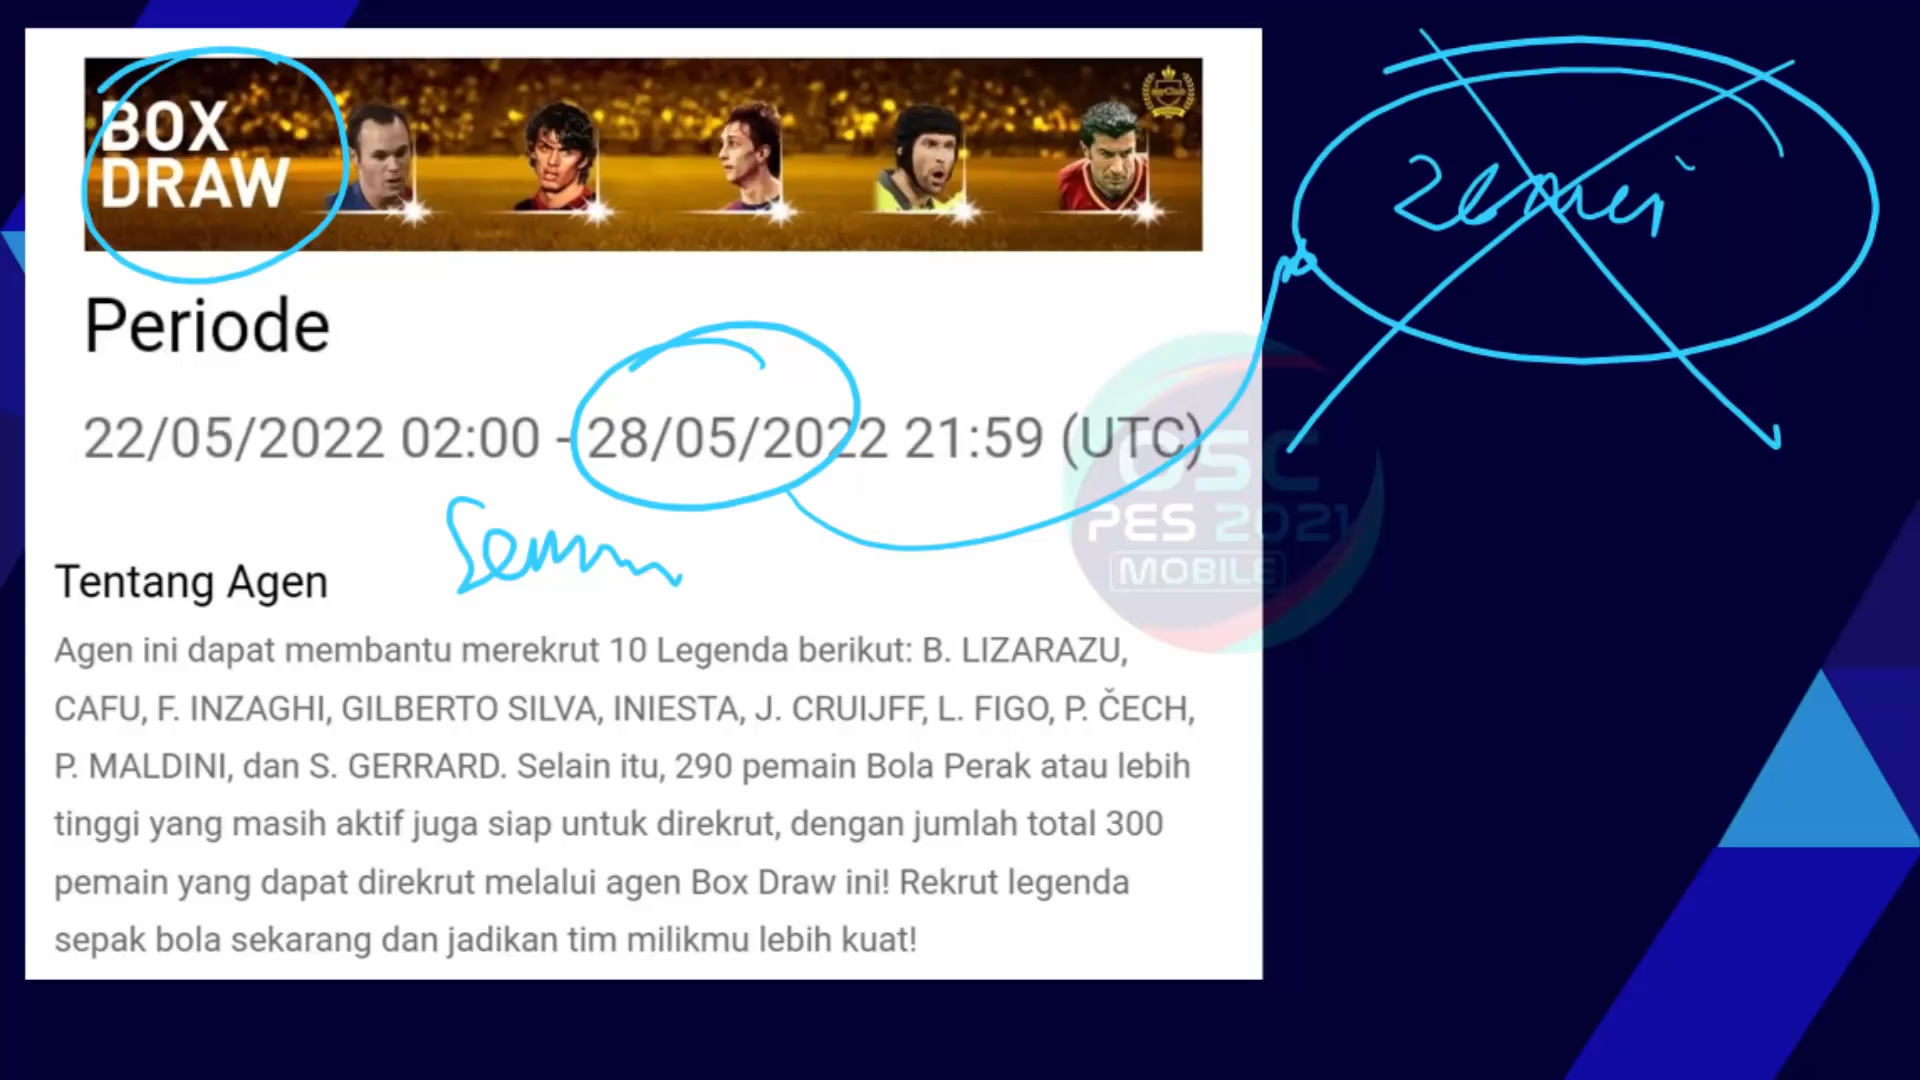 BOX
DRAW
Periode
22/05/2022 02:00 - 28/05/2022 21:59 (UTC)
OSC
PES 2021
MOBILE
Tentang Agen
Agen ini dapat membantu merekrut 10 Legenda berikut: B. LIZARAZU,
CAFU, F. INZAGHI, GILBERTO SILVA, INIESTA, J. CRUIJFF, L. FIGO, P. ČECH,
P. MALDINI, dan S. GERRARD. Selain itu, 290 pemain Bola Perak atau lebih
tinggi yang masih aktif juga siap untuk direkrut, dengan jumlah total 300
pemain yang dapat direkrut melalui agen Box Draw ini! Rekrut legenda
sepak bola sekarang dan jadikan tim milikmu lebih kuat!